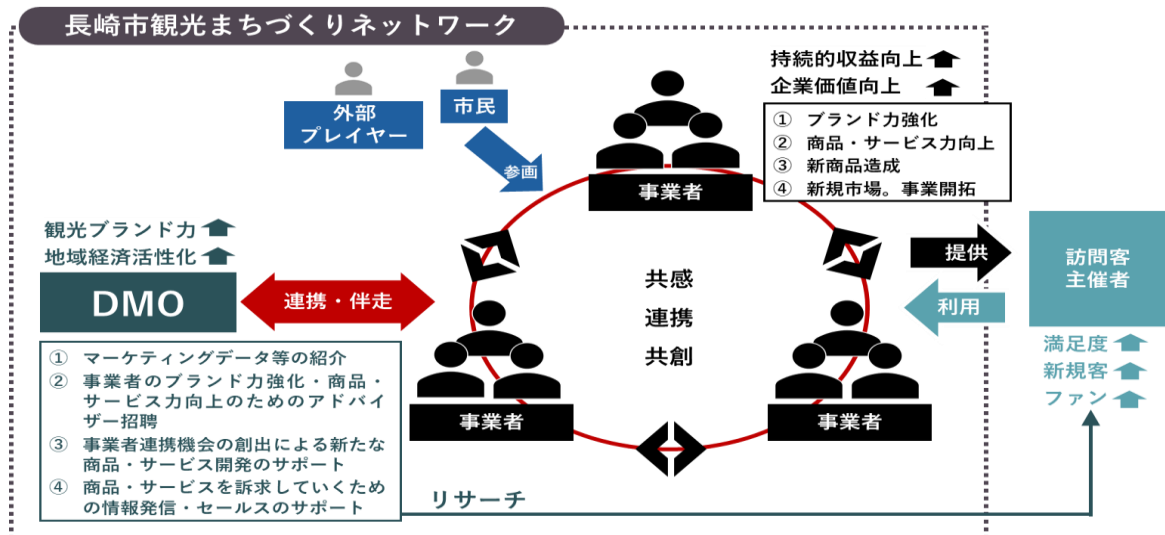 長崎市観光まちづくりネットワーク
外部
プレイヤー
市民
参画
事業者
持続的収益向上
企業価値向上
① ブランド力強化
② 商品・サービス力向上
③ 新商品造成
④ 新規市場。事業開拓
観光ブランド力
地域経済活性化
DMO
連携・伴走
共感
連携
共創
提供
利用
訪問客
主催者
満足度
新規客
ファン
① マーケティングデータ等の紹介
② 事業者のブランド力強化・商品・
サービス力向上のためのアドバイ
ザー招聘
③ 事業者連携機会の創出による新たな
商品・サービス開発のサポート
④ 商品・サービスを訴求していくため
の情報発信・セールスのサポート
事業者
事業者
リサーチ